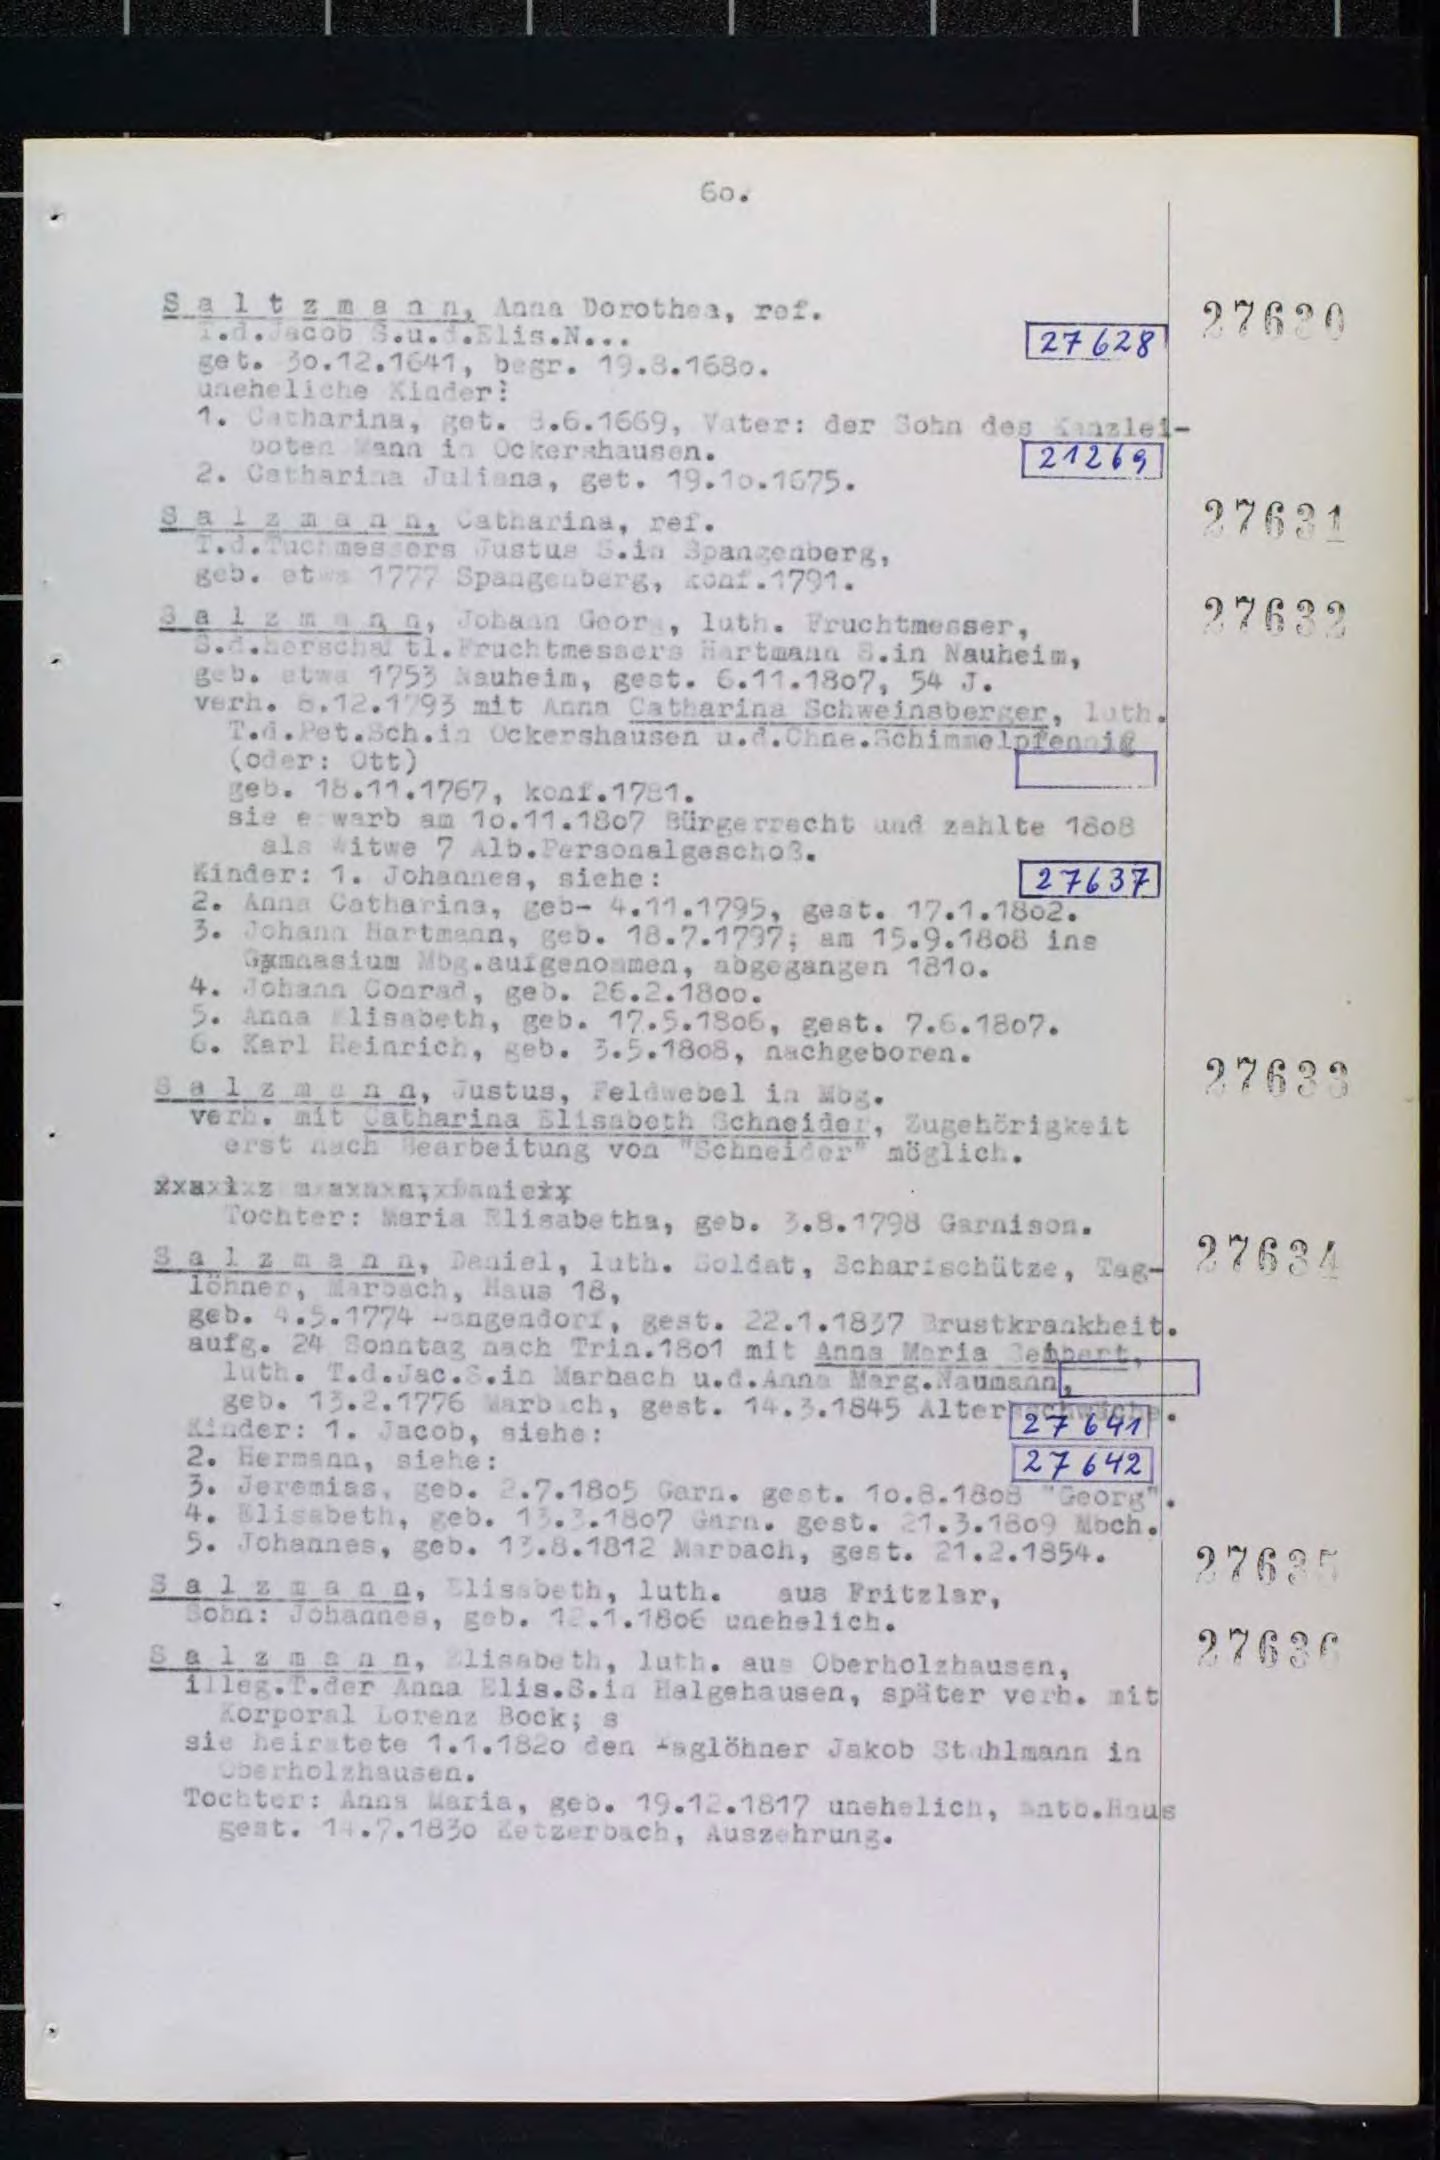 60.
S a l t z m a n n, Anna Dorothea, ref. 27630
T.d.Jacob S.u.d.Elis.N... 27628
get. 30.12.1641, begr. 19.8.1680.
uneheliche Kinder:
1. Catharina, get. 8.6.1669, Vater: der Sohn des Kanzlei-
boten Mann in Ockershausen. 21269
2. Catharina Juliana, get. 19.10.1675.
S a l z m a n n, Catharina, ref. 27631
T.d.Tuchmessers Justus S.in Spangenberg,
geb. etwa 1777 Spangenberg, konf.1791.
S a l z m a n n, Johann Georg, luth. Fruchtmesser, 27632
S.d.herschaftl.Fruchtmessers Hartmann S.in Nauheim,
geb. etwa 1753 Nauheim, gest. 6.11.1807, 54 J.
verh. 8.12.1793 mit Anna Catharina Schweinsberger, luth.
T.d.Pet.Sch.in Ockershausen u.d.Chne.Schimmelpfennig
(oder: Ott)
geb. 18.11.1767, konf.1781.
sie erwarb am 10.11.1807 Bürgerrecht und zahlte 1808
als Witwe 7 Alb.Personalgeschoß.
Kinder: 1. Johannes, siehe: 27637
2. Anna Catharina, geb- 4.11.1795, gest. 17.1.1802.
3. Johann Hartmann, geb. 18.7.1797; am 15.9.1808 ins
Gymnasium Mbg.aufgenommen, abgegangen 1810.
4. Johann Conrad, geb. 26.2.1800.
5. Anna Elisabeth, geb. 17.5.1806, gest. 7.6.1807.
6. Karl Heinrich, geb. 3.5.1808, nachgeboren.
S a l z m a n n, Justus, Feldwebel in Mbg. 27633
verh. mit Catharina Elisabeth Schneider, Zugehörigkeit
erst nach Bearbeitung von "Schneider" möglich.
Tochter: Maria Elisabetha, geb. 3.8.1798 Garnison.
S a l z m a n n, Daniel, luth. Soldat, Scharfschütze, Tag- 27634
löhner, Marbach, Haus 18,
geb. 4.5.1774 Langendorf, gest. 22.1.1837 Brustkrankheit.
aufg. 24 Sonntag nach Trin.1801 mit Anna Maria
luth. T.d.Jac.S.in Marbach u.d.Anna Marg.Naumann,
geb. 13.2.1776 Marbach, gest. 14.3.1845 Altersschwäche.
Kinder: 1. Jacob, siehe: 27641
2. Hermann, siehe: 27642
3. Jeremias, geb. 2.7.1805 Garn. gest. 10.8.1808 "Georg".
4. Elisabeth, geb. 13.3.1807 Garn. gest. 21.3.1809 Mbch.
5. Johannes, geb. 13.8.1812 Marbach, gest. 21.2.1854.
S a l z m a n n, Elisabeth, luth. aus Fritzlar, 27635
Sohn: Johannes, geb. 12.1.1806 unehelich.
S a l z m a n n, Elisabeth, luth. aus Oberholzhausen, 27636
illeg.T.der Anna Elis.S.in Halgehausen, später verh. mit
Korporal Lorenz Bock; s
sie heiratete 1.1.1820 den Taglöhner Jakob Stuhlmann in
Oberholzhausen.
Tochter: Anna Maria, geb. 19.12.1817 unehelich, Entb.Haus
gest. 14.7.1830 Ketzerbach, Auszehrung.